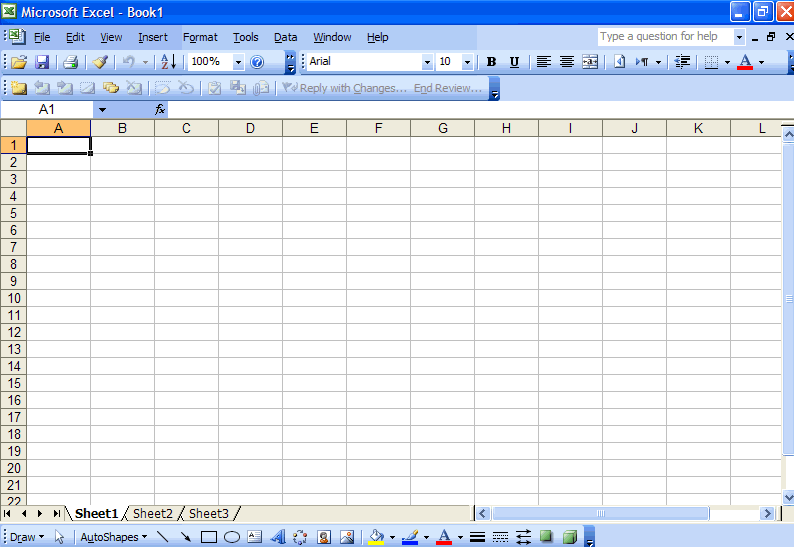 Microsoft Excel - Book1
File Edit View Insert Format Tools Data Window Help Type a question for help
100% Arial 10 B U A
Reply with Changes... End Review...
A1 fx
A B C D E F G H I J K L
1
2
3
4
5
6
7
8
9
10
11
12
13
14
15
16
17
18
19
20
21
22
Sheet1 Sheet2 Sheet3
Draw AutoShapes A A